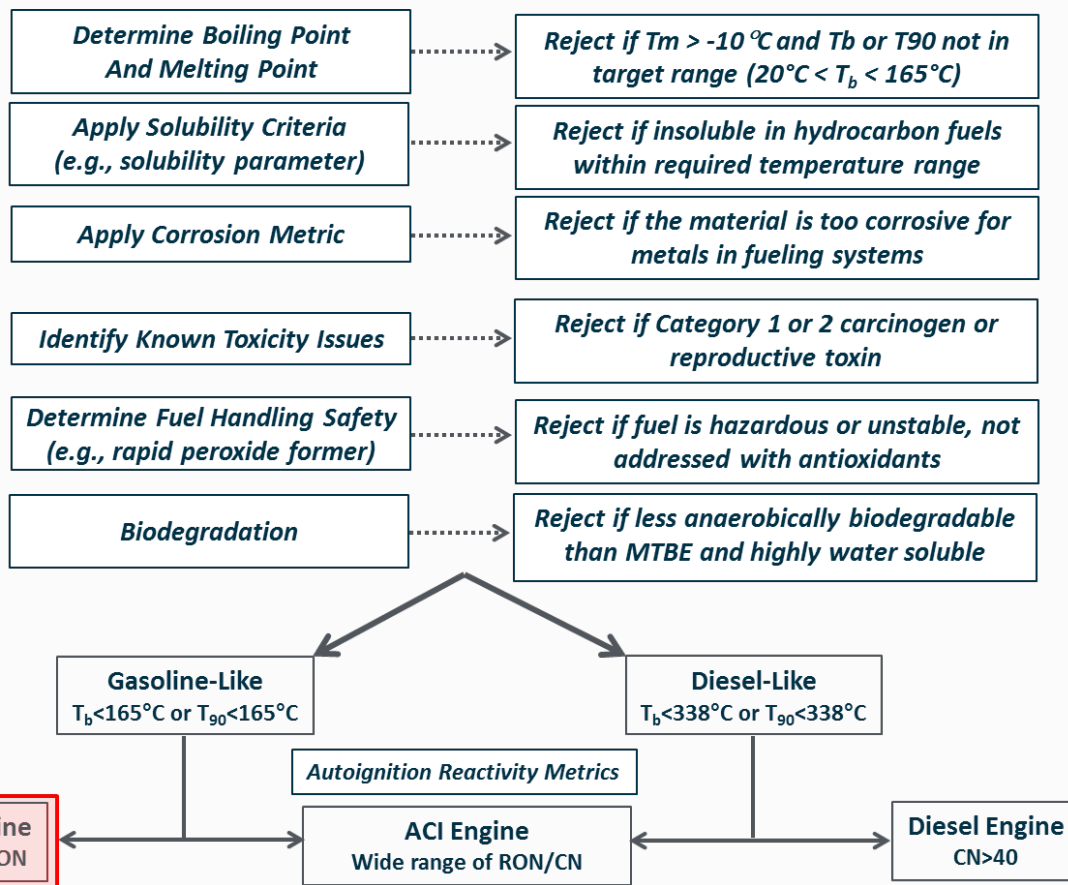 Determine Boiling Point
And Melting Point
Reject if Tm > -10 °C and Tb or T90 not in
target range (20°C < Tb < 165°C)
Apply Solubility Criteria
(e.g., solubility parameter)
Reject if insoluble in hydrocarbon fuels
within required temperature range
Apply Corrosion Metric
Reject if the material is too corrosive for
metals in fueling systems
Identify Known Toxicity Issues
Reject if Category 1 or 2 carcinogen or
reproductive toxin
Determine Fuel Handling Safety
(e.g., rapid peroxide former)
Reject if fuel is hazardous or unstable, not
addressed with antioxidants
Biodegradation
Reject if less anaerobically biodegradable
than MTBE and highly water soluble
Gasoline-Like
Tb<165°C or T90<165°C
Diesel-Like
Tb<338°C or T90<338°C
Autoignition Reactivity Metrics
ine
ON
ACI Engine
Wide range of RON/CN
Diesel Engine
CN>40